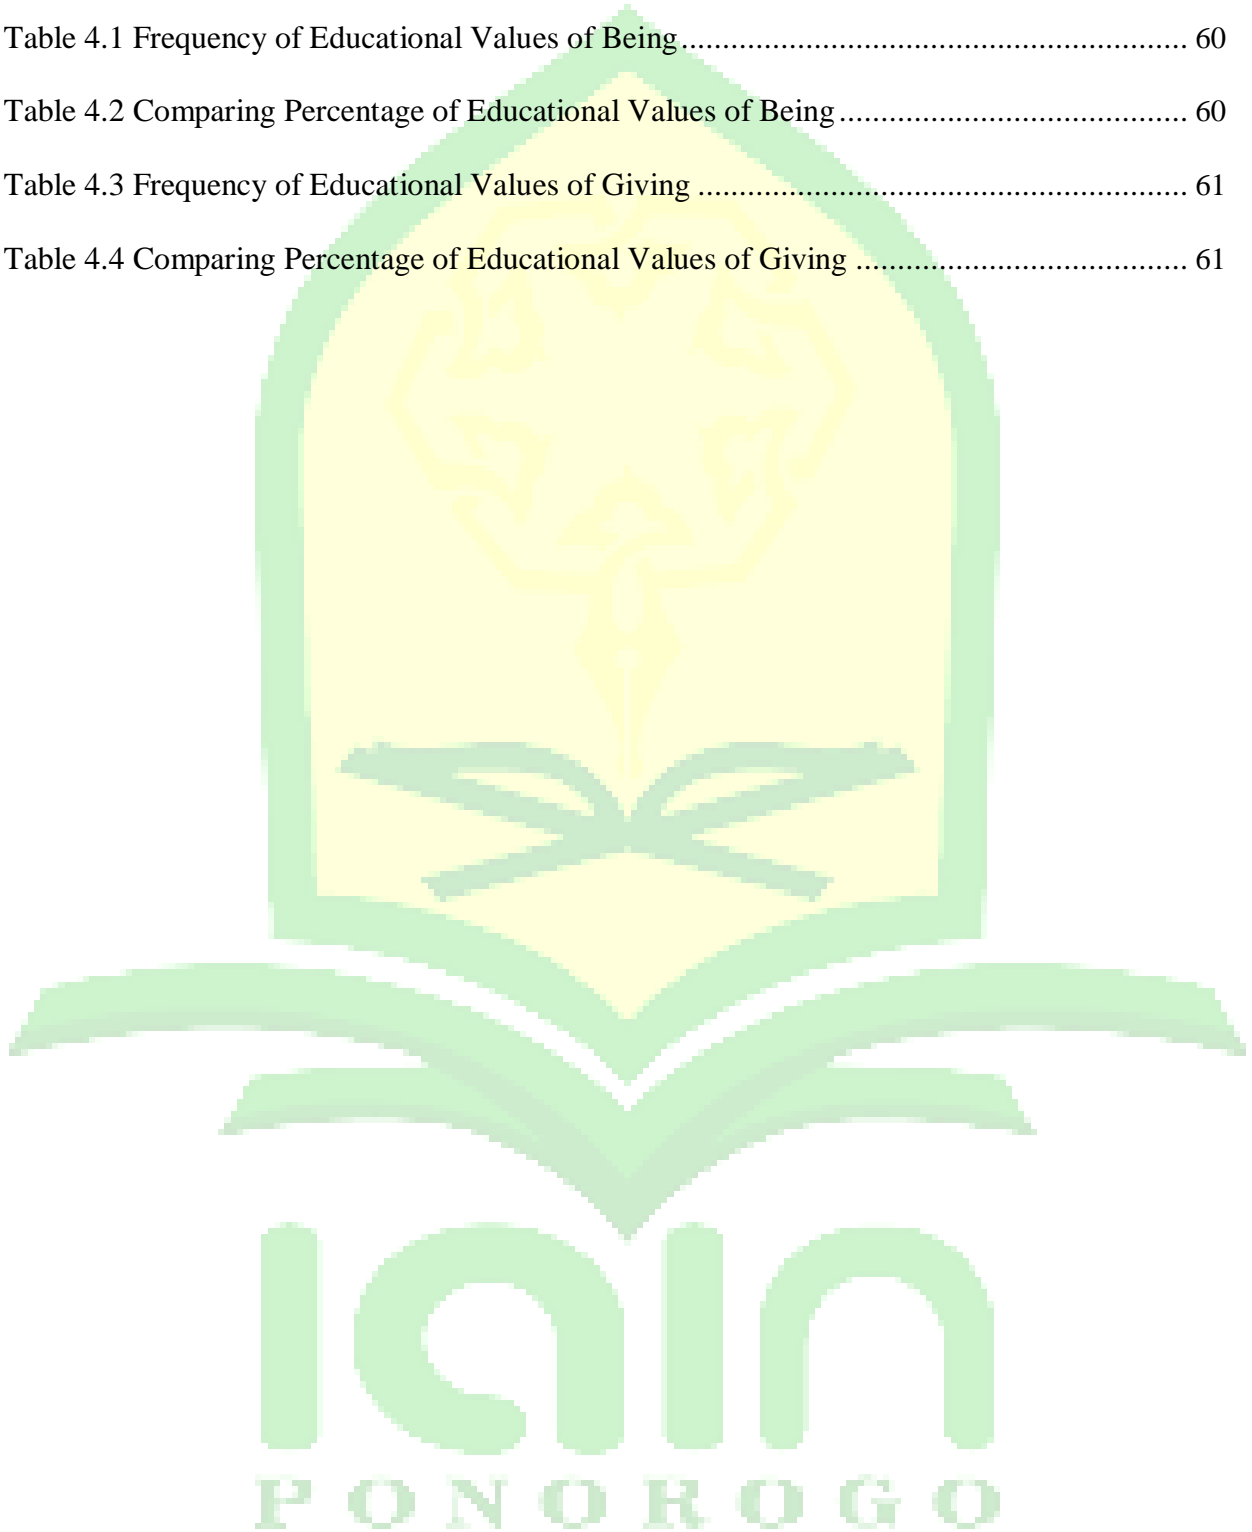 Table 4.1 Frequency of Educational Values of Being ............................................................. 60
Table 4.2 Comparing Percentage of Educational Values of Being .......................................... 60
Table 4.3 Frequency of Educational Values of Giving ........................................................... 61
Table 4.4 Comparing Percentage of Educational Values of Giving ........................................ 61
iain
PONOROGO